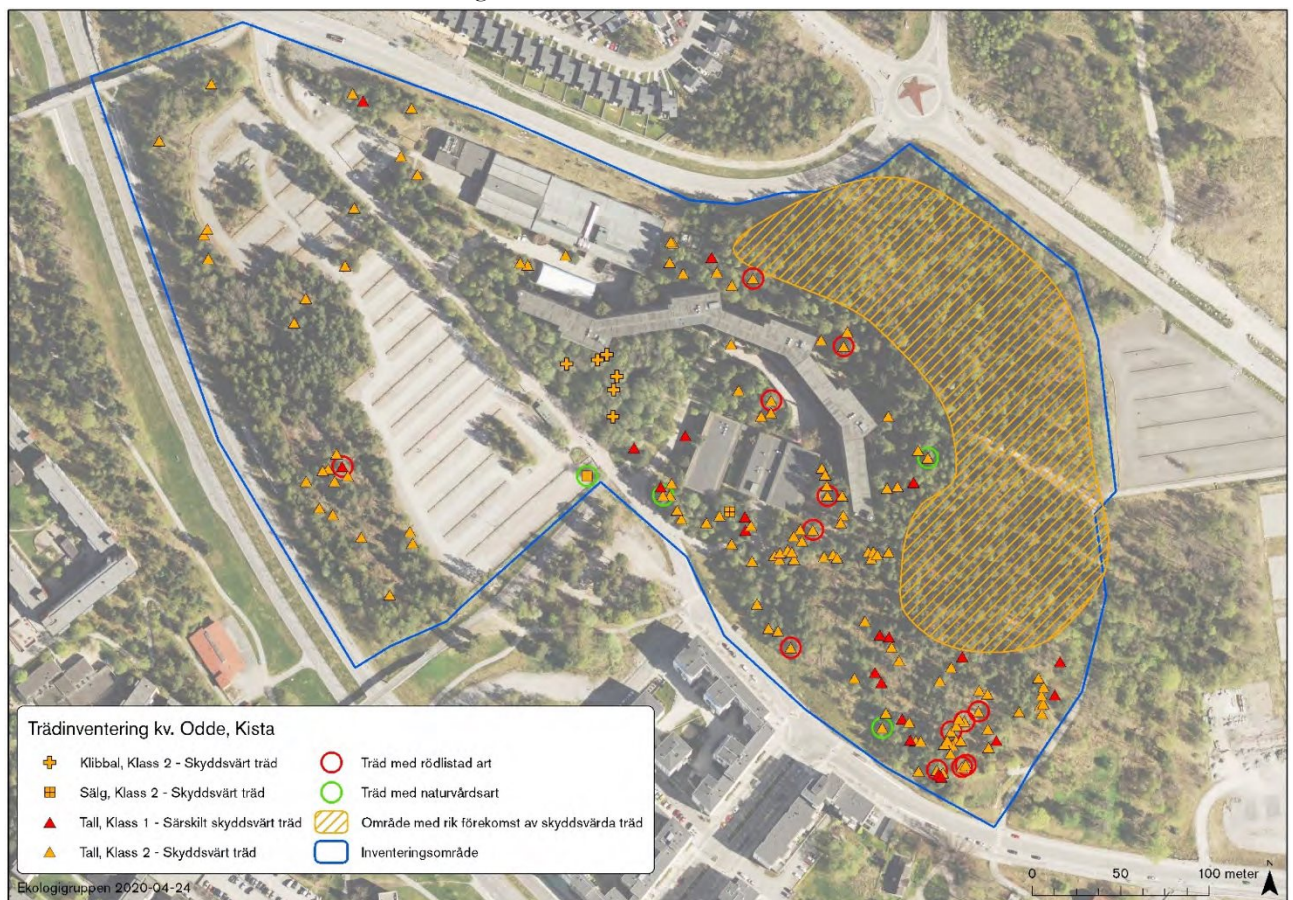 Trädinventering kv. Odde, Kista
Klibbal, Klass 2 - Skyddsvärt träd
Sälg, Klass 2 - Skyddsvärt träd
Tall, Klass 1 - Särskilt skyddsvärt träd
Tall, Klass 2 - Skyddsvärt träd
Träd med rödlistad art
Träd med naturvårdsart
Område med rik förekomst av skyddsvärda träd
Inventeringsområde
Ekologigruppen 2020-04-24
0 50 100 meter
N